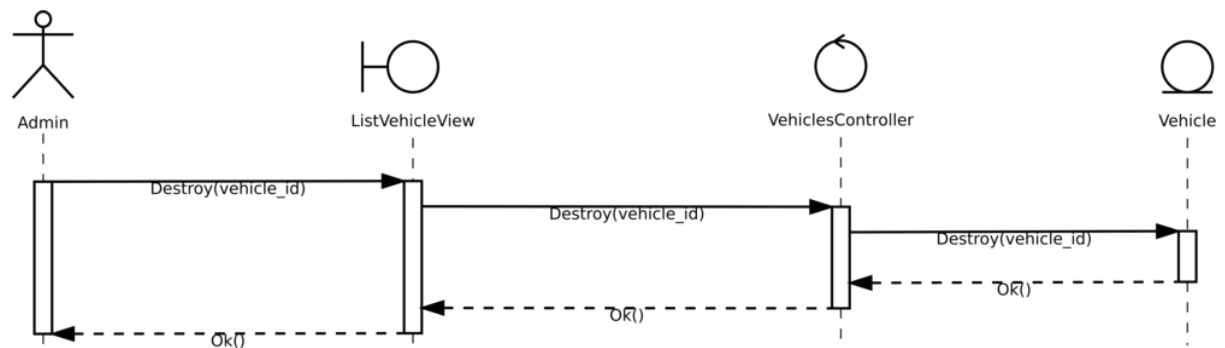 Admin
ListVehicleView
VehiclesController
Vehicle
Destroy(vehicle_id)
Destroy(vehicle_id)
Destroy(vehicle_id)
Ok()
Ok()
Ok()